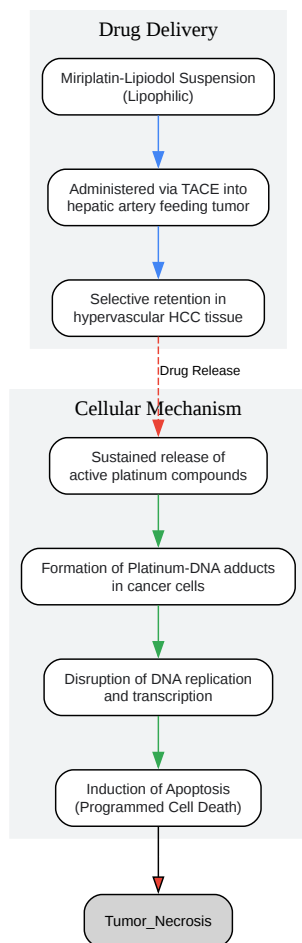 Drug Delivery
Miriplatin-Lipiodol Suspension
(Lipophilic)
Administered via TACE into
hepatic artery feeding tumor
Selective retention in
hypervascular HCC tissue
Drug Release
Cellular Mechanism
Sustained release of
active platinum compounds
Formation of Platinum-DNA adducts
in cancer cells
Disruption of DNA replication
and transcription
Induction of Apoptosis
(Programmed Cell Death)
Tumor_Necrosis